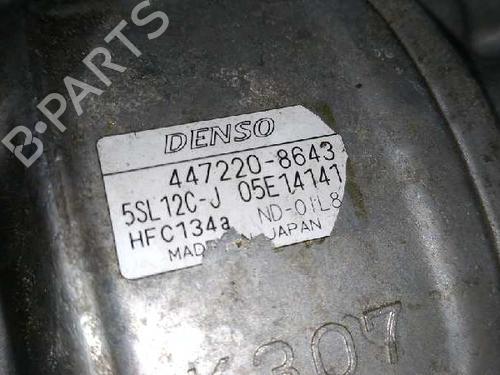 B-PARTS
DENSO
447220-8643
5SL12C-J 05E14141
HFC134a ND-OIL8
MADE JAPAN
307